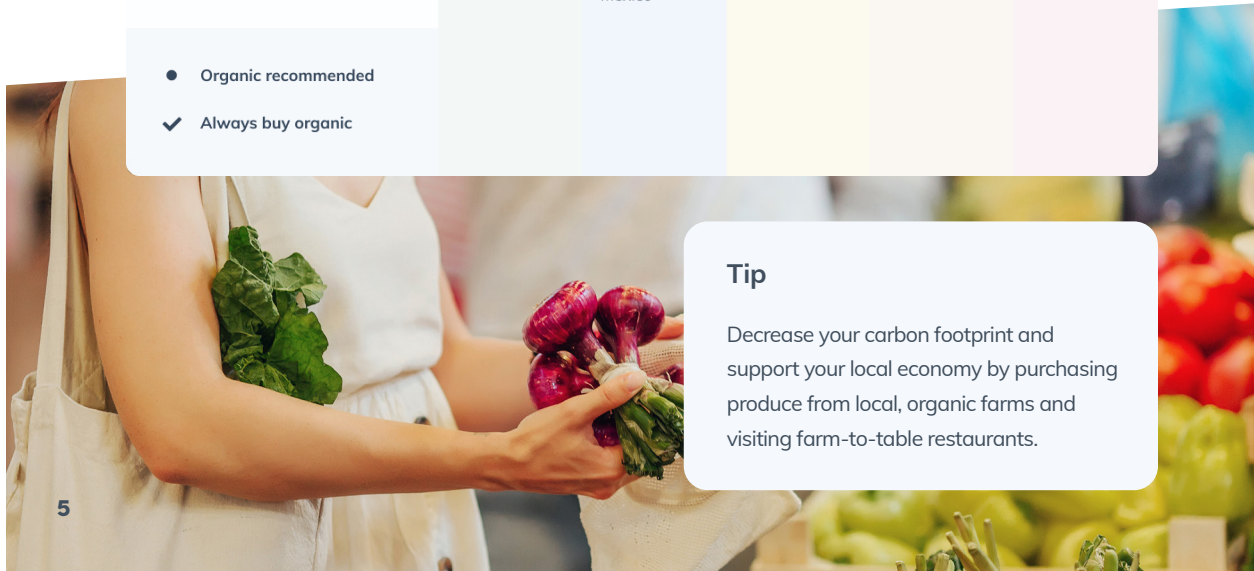 Organic recommended
Always buy organic
Tip
Decrease your carbon footprint and
support your local economy by purchasing
produce from local, organic farms and
visiting farm-to-table restaurants.
5